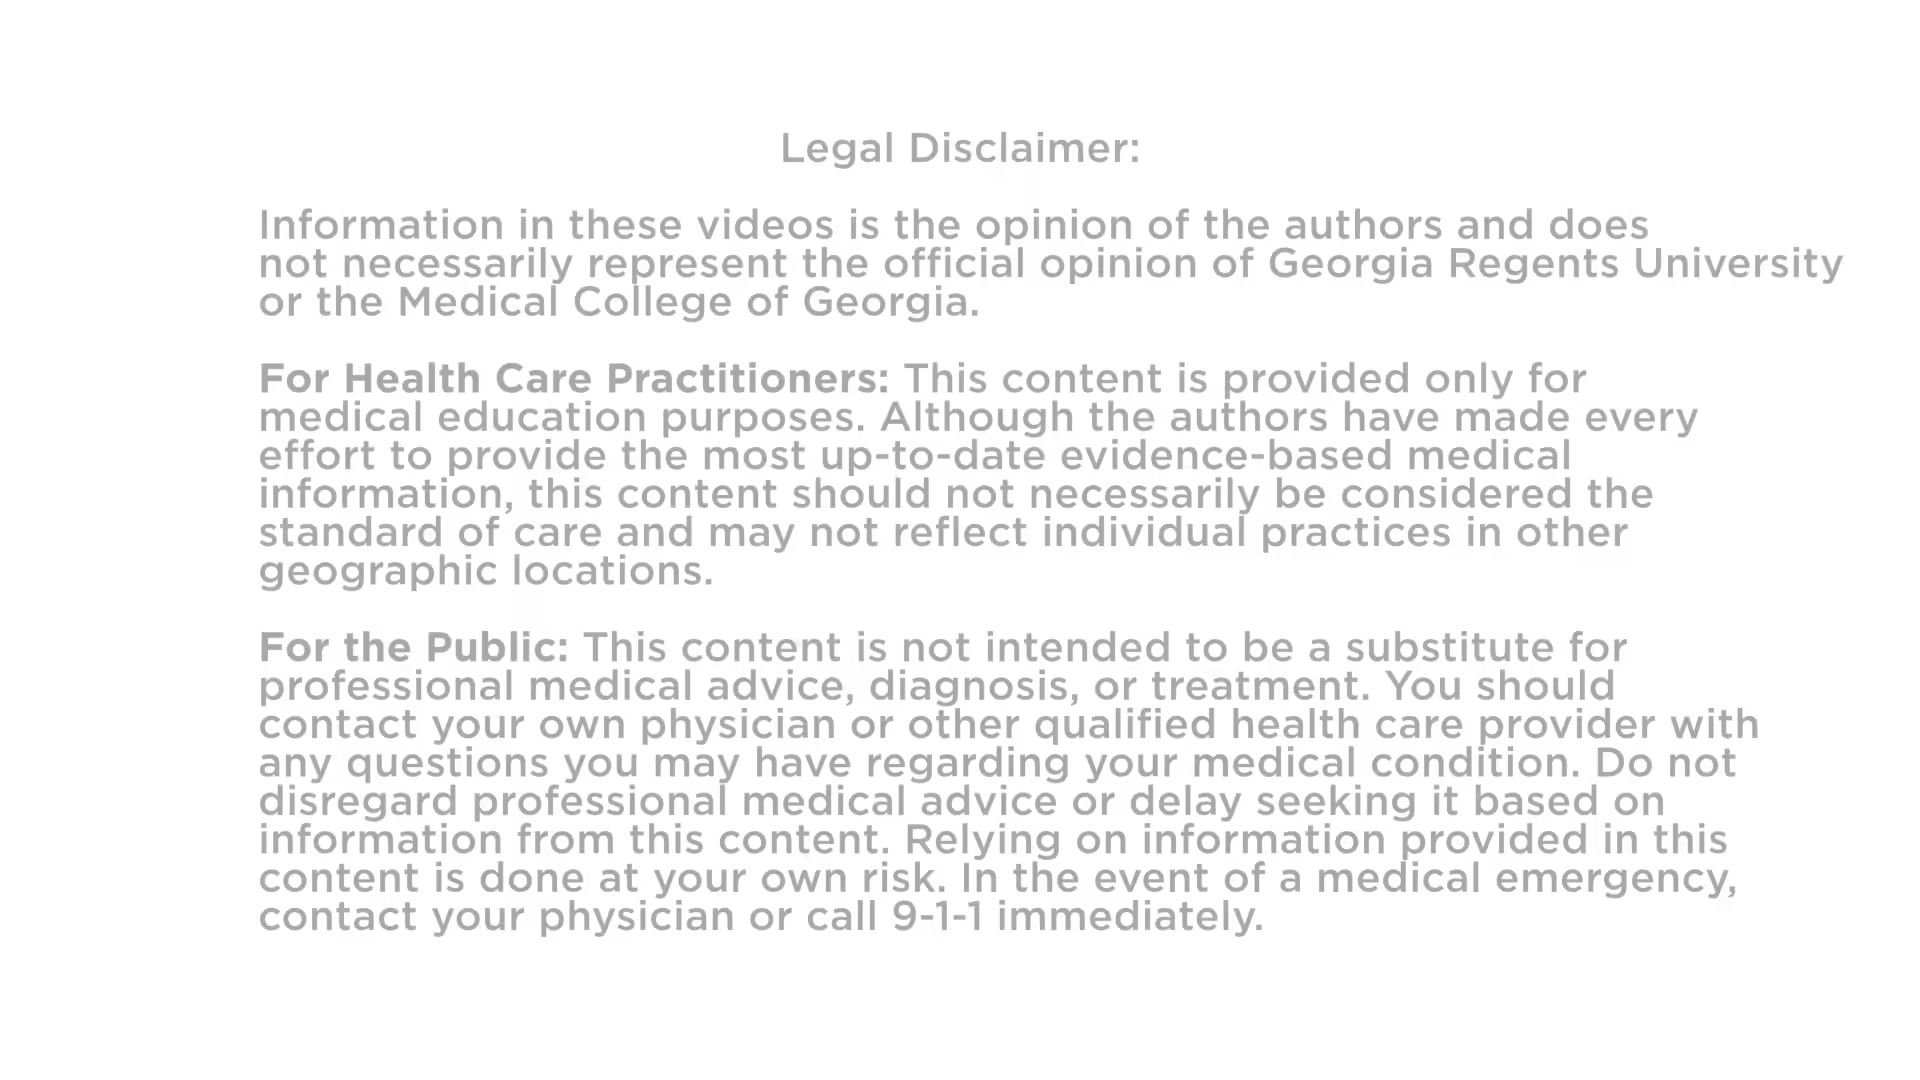 Legal Disclaimer:
Information in these videos is the opinion of the authors and does
not necessarily represent the official opinion of Georgia Regents University
or the Medical College of Georgia.
For Health Care Practitioners: This content is provided only for
medical education purposes. Although the authors have made every
effort to provide the most up-to-date evidence-based medical
information, this content should not necessarily be considered the
standard of care and may not reflect individual practices in other
geographic locations.
For the Public: This content is not intended to be a substitute for
professional medical advice, diagnosis, or treatment. You should
contact your own physician or other qualified health care provider with
any questions you may have regarding your medical condition. Do not
disregard professional medical advice or delay seeking it based on
information from this content. Relying on information provided in this
content is done at your own risk. In the event of a medical emergency,
contact your physician or call 9-1-1 immediately.